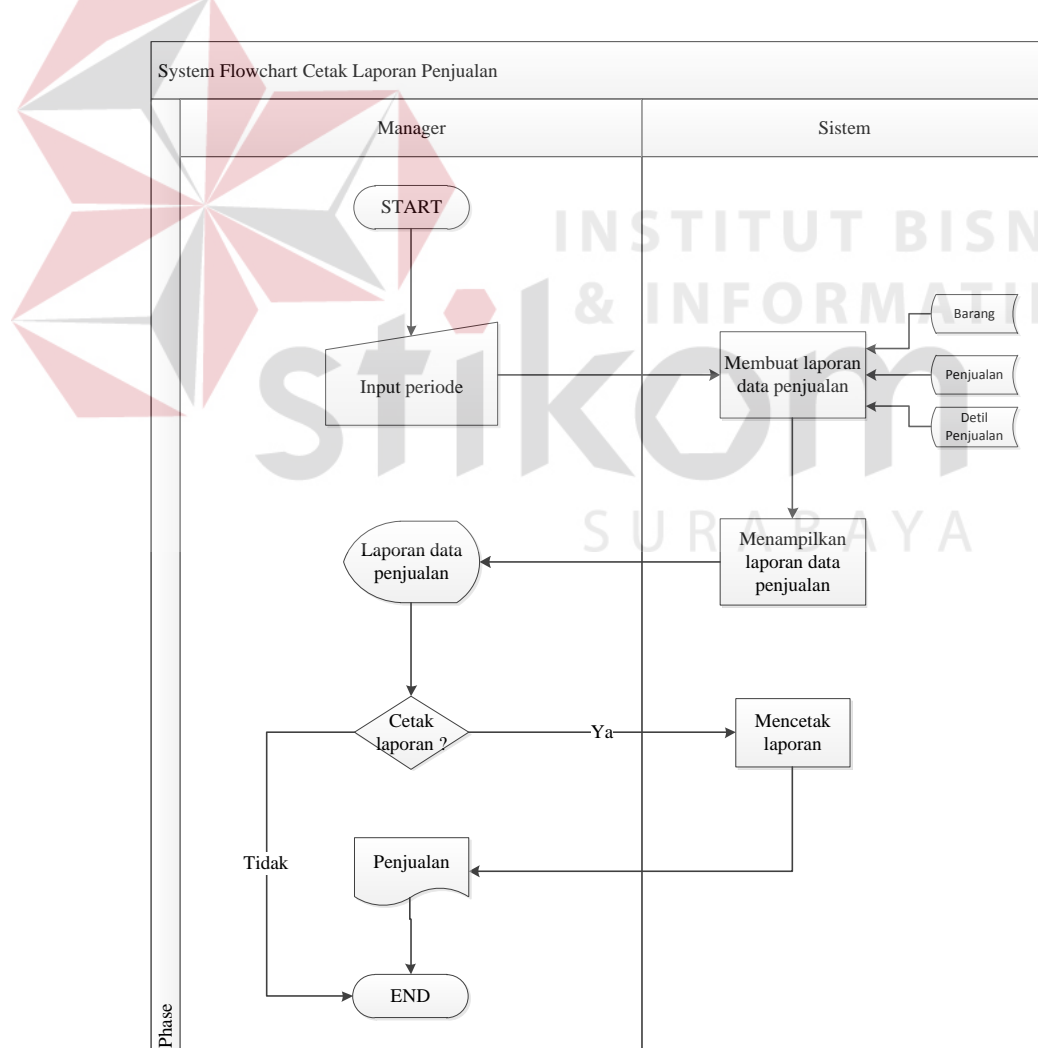 System Flowchart Cetak Laporan Penjualan
Manager
Sistem
START
INSTITUT BISN
& INFORMATI
stikom
SURABAYA
Input periode
Membuat laporan
data penjualan
Barang
Penjualan
Detil
Penjualan
Laporan data
penjualan
Menampilkan
laporan data
penjualan
Cetak
laporan ?
Ya
Mencetak
laporan
Tidak
Penjualan
END
Phase